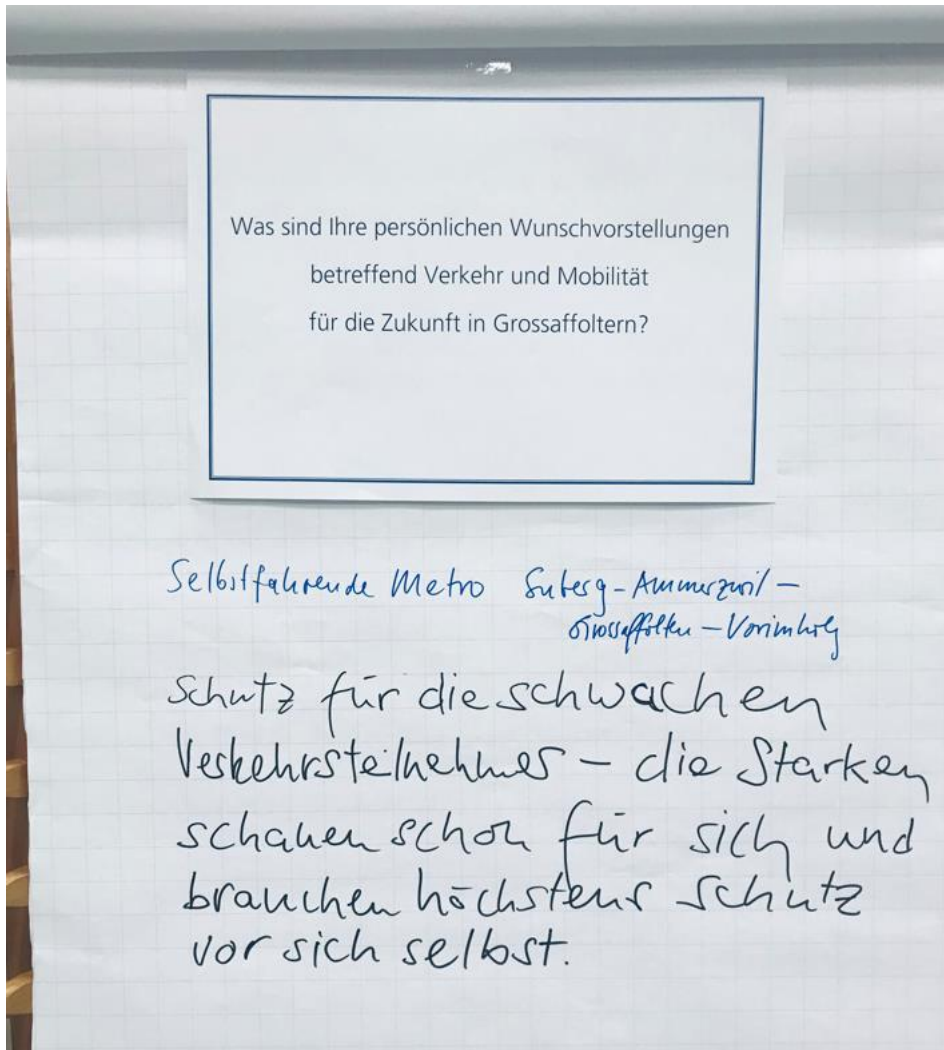 Was sind Ihre persönlichen Wunschvorstellungen
betreffend Verkehr und Mobilität
für die Zukunft in Grossaffoltern?
Selbstfahrende Metro Suberg - Ammerzwil -
Grossaffoltern - Vorimholz
Schutz für die schwachen
Verkehrsteilnehmer - die Starken
schauen schon für sich und
brauchen höchstens Schutz
vor sich selbst.